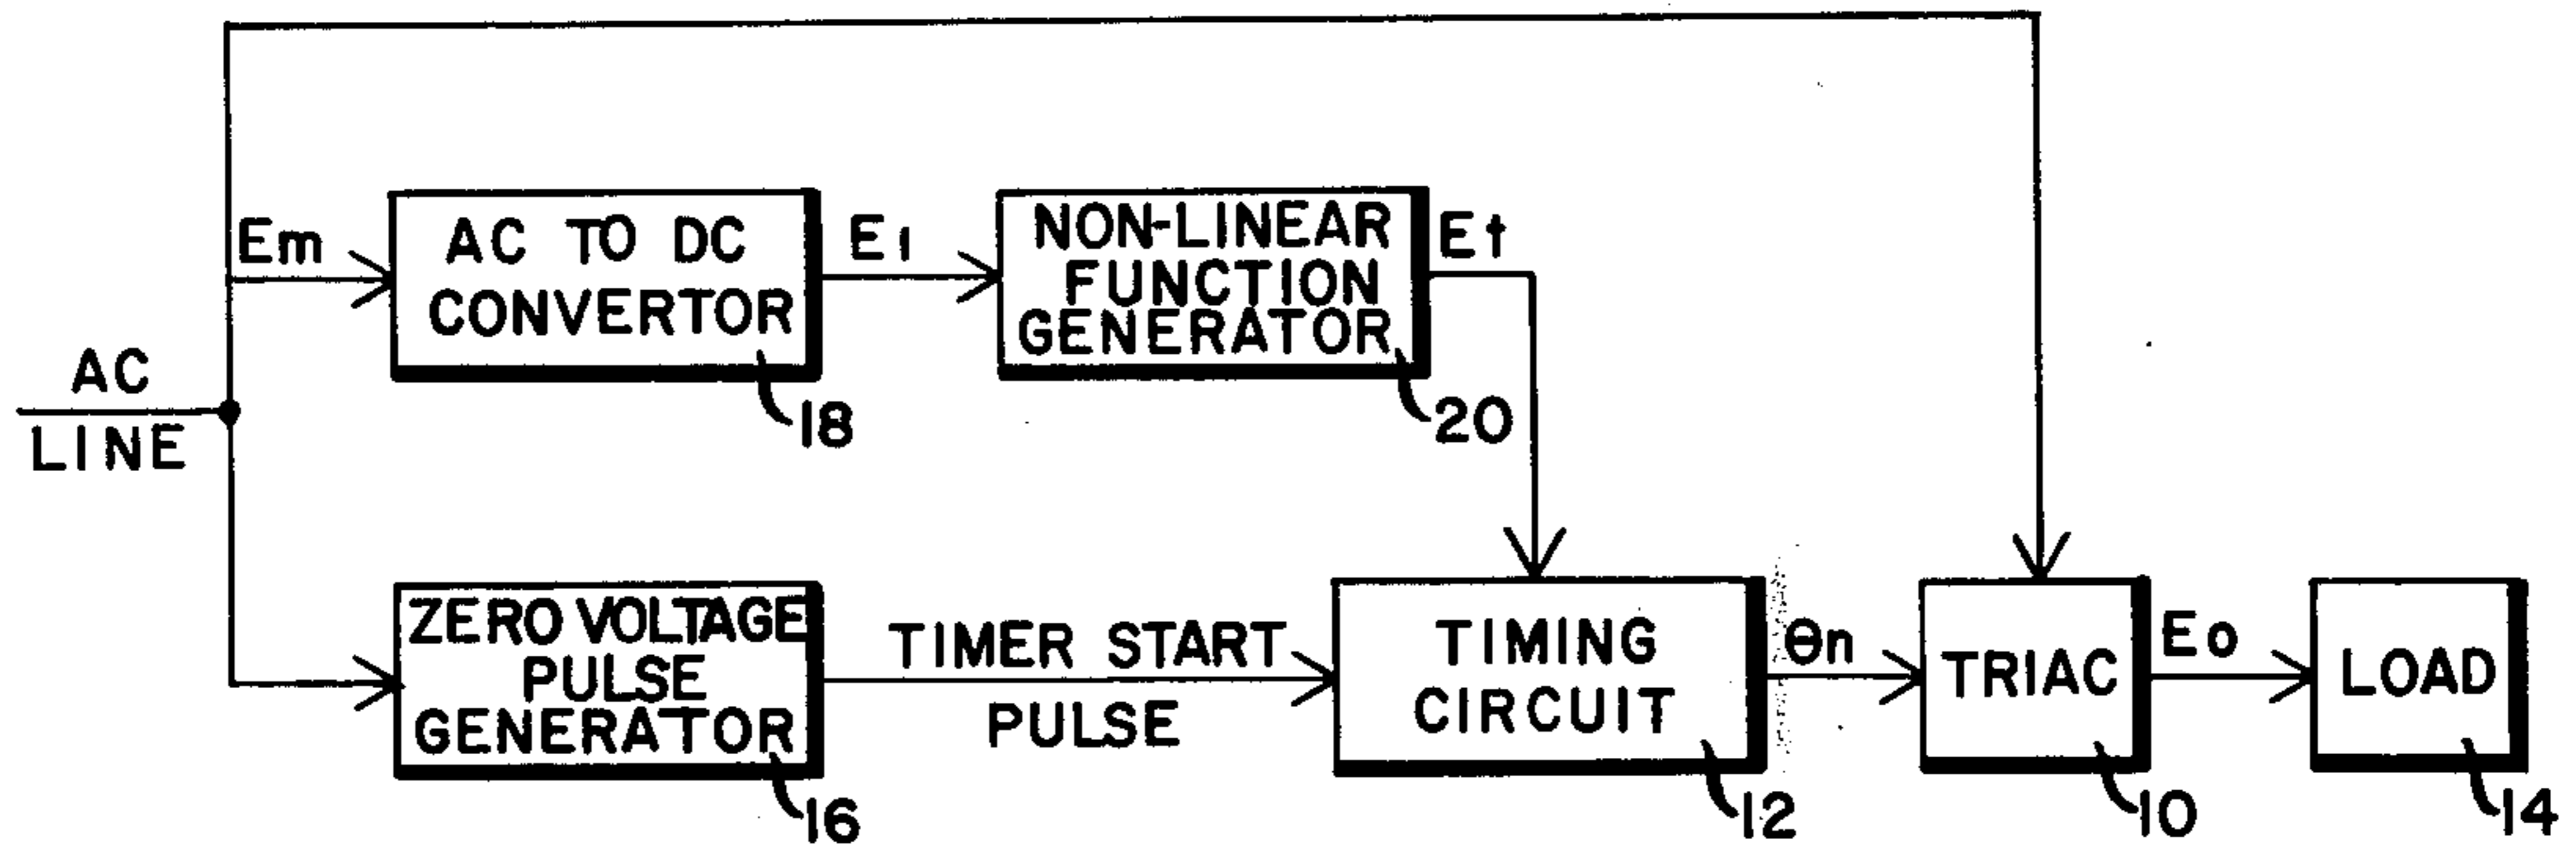 AC
LINE
Em
AC TO DC
CONVERTOR
18
E1
NON-LINEAR
FUNCTION
GENERATOR
20
Et
ZERO VOLTAGE
PULSE
GENERATOR
16
TIMER START
PULSE
TIMING
CIRCUIT
12
θn
TRIAC
10
Eo
LOAD
14